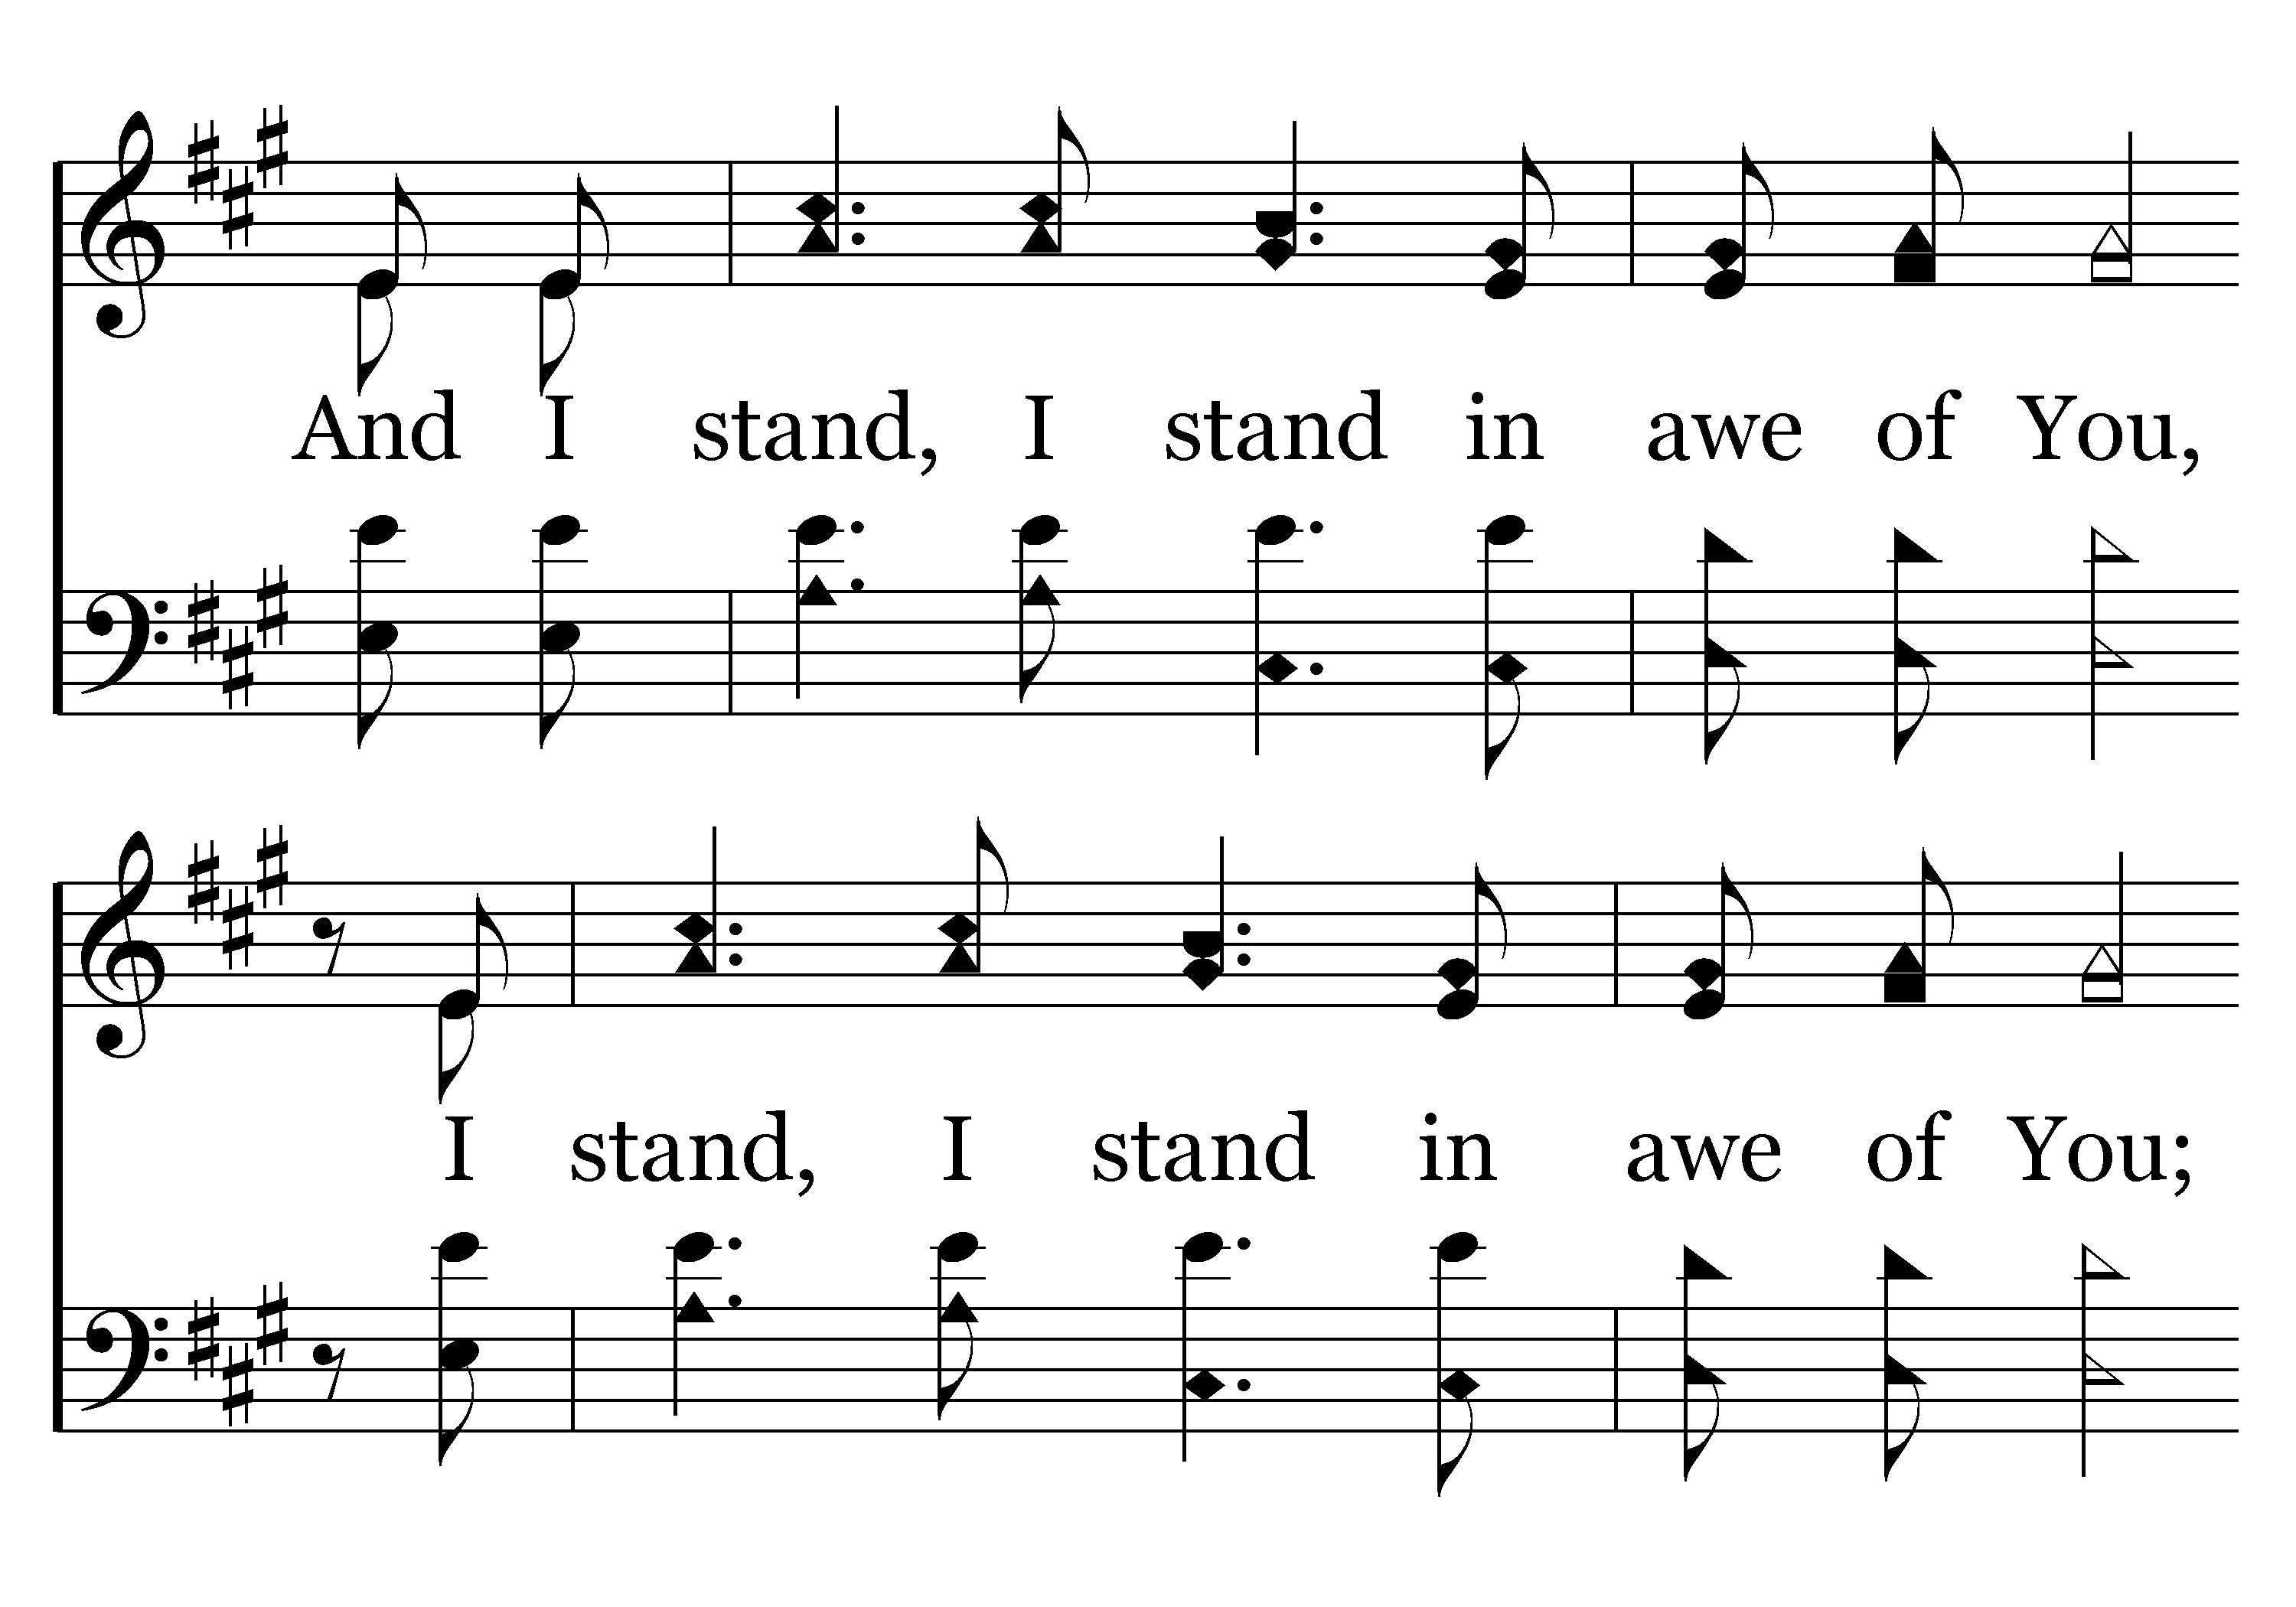 And I stand, I stand in awe of You,
I stand, I stand in awe of You;